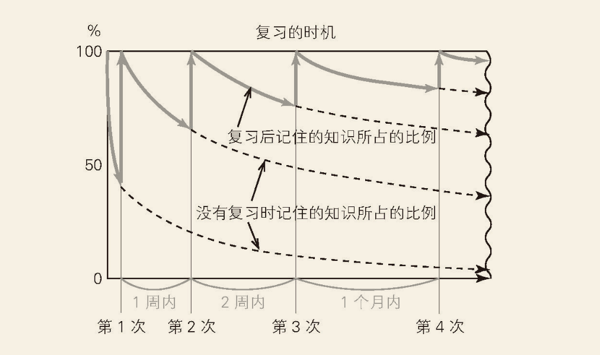 %
复习的时机
100
复习后记住的知识所占的比例
50
没有复习时记住的知识所占的比例
0
1周内
2周内
1个月内
第1次
第2次
第3次
第4次